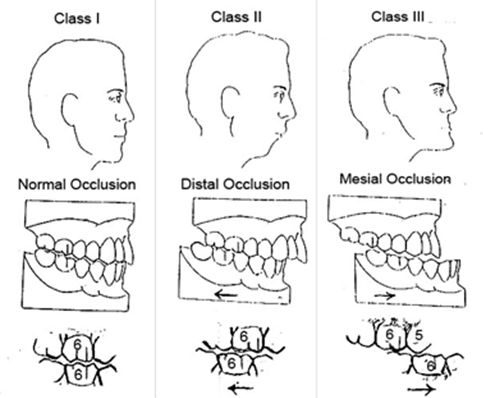 Class I
Class II
Class III
Normal Occlusion
Distal Occlusion
Mesial Occlusion
6
6
6
6
6 5
6